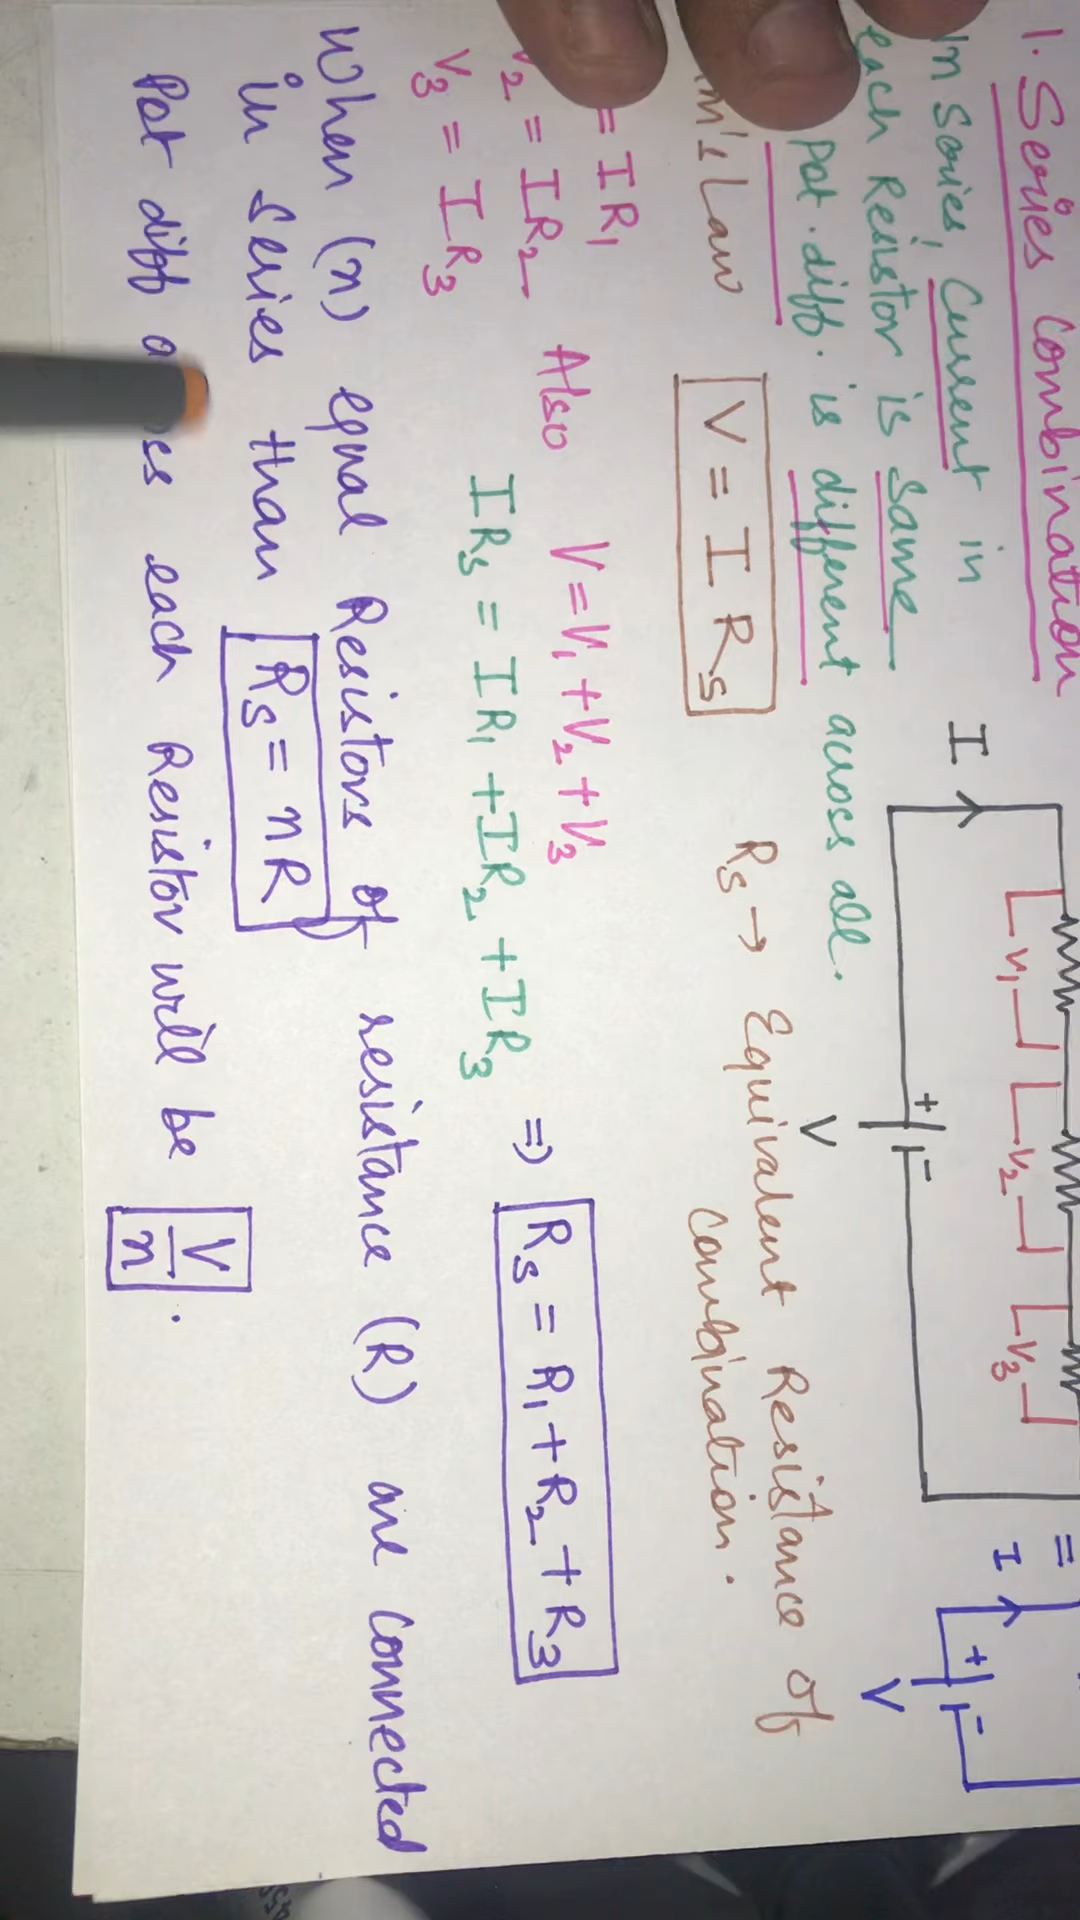 1. Series Combination
In Series, Current in
each Resistor is Same
pot. diff. is different across all.
m's Law
V = I Rs
Rs → Equivalent Resistance of
Combination.
= IR1
V2 = IR2
V3 = IR3
Also V = V1 + V2 + V3
IRs = IR1 + IR2 + IR3 ⇒ Rs = R1 + R2 + R3
When (n) equal Resistors of resistance (R) are Connected
in Series than Rs = nR
Pot diff each Resistor will be V/n.
I
V1
V2
V3
+ -
V
=
I
+ -
V